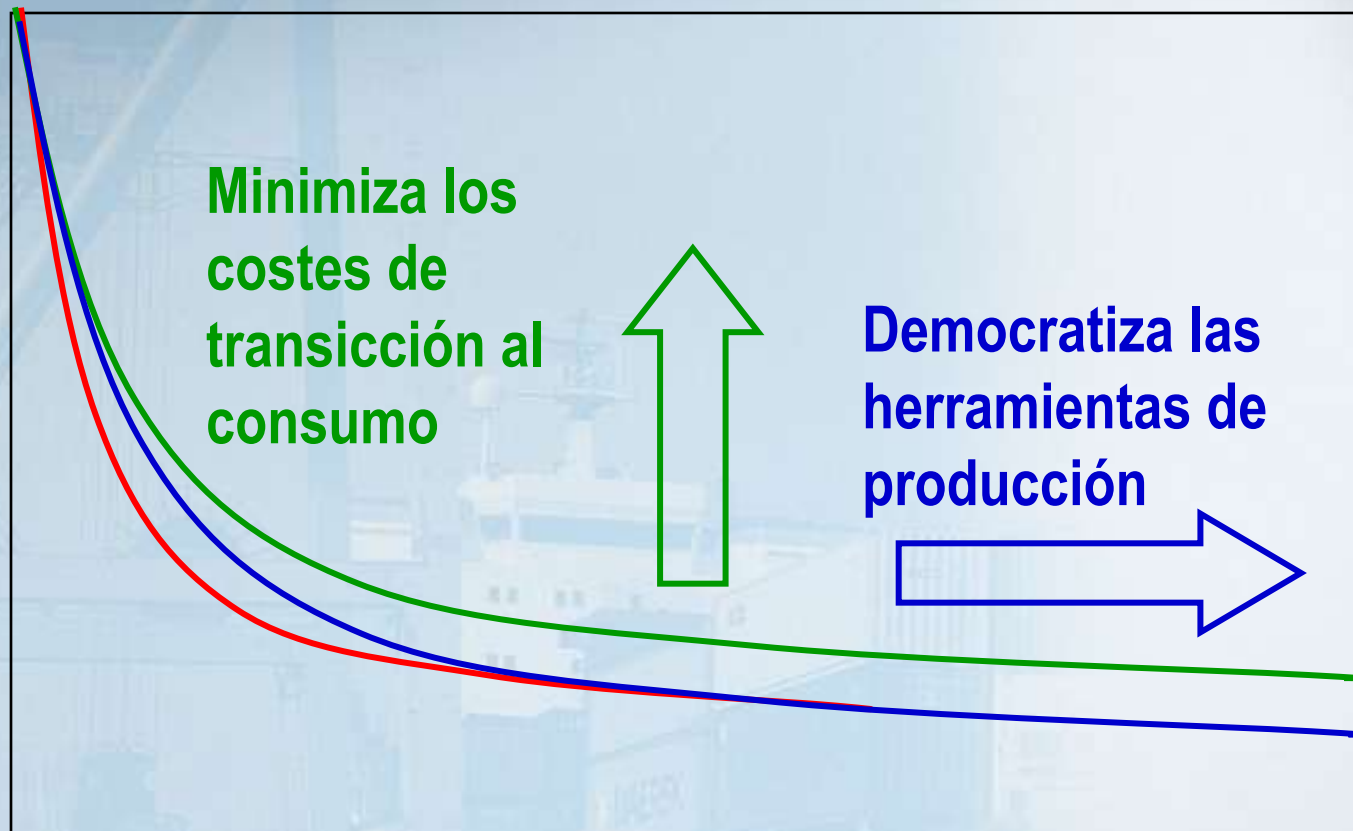 Minimiza los
costes de
transicción al
consumo
Democratiza las
herramientas de
producción